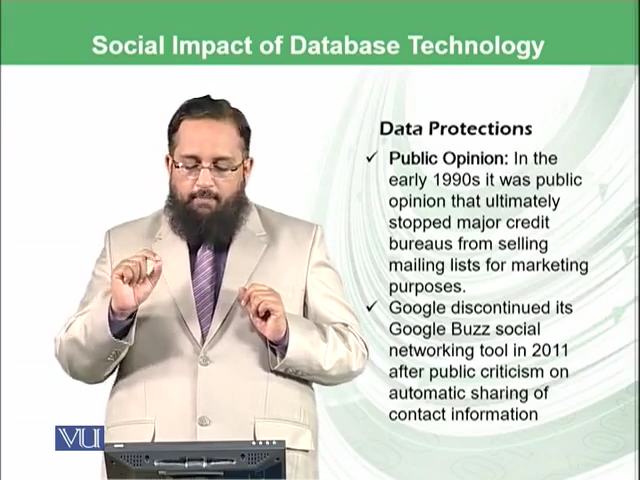 Social Impact of Database Technology
Data Protections
✓ Public Opinion: In the
early 1990s it was public
opinion that ultimately
stopped major credit
bureaus from selling
mailing lists for marketing
purposes.
✓ Google discontinued its
Google Buzz social
networking tool in 2011
after public criticism on
automatic sharing of
contact information
VU